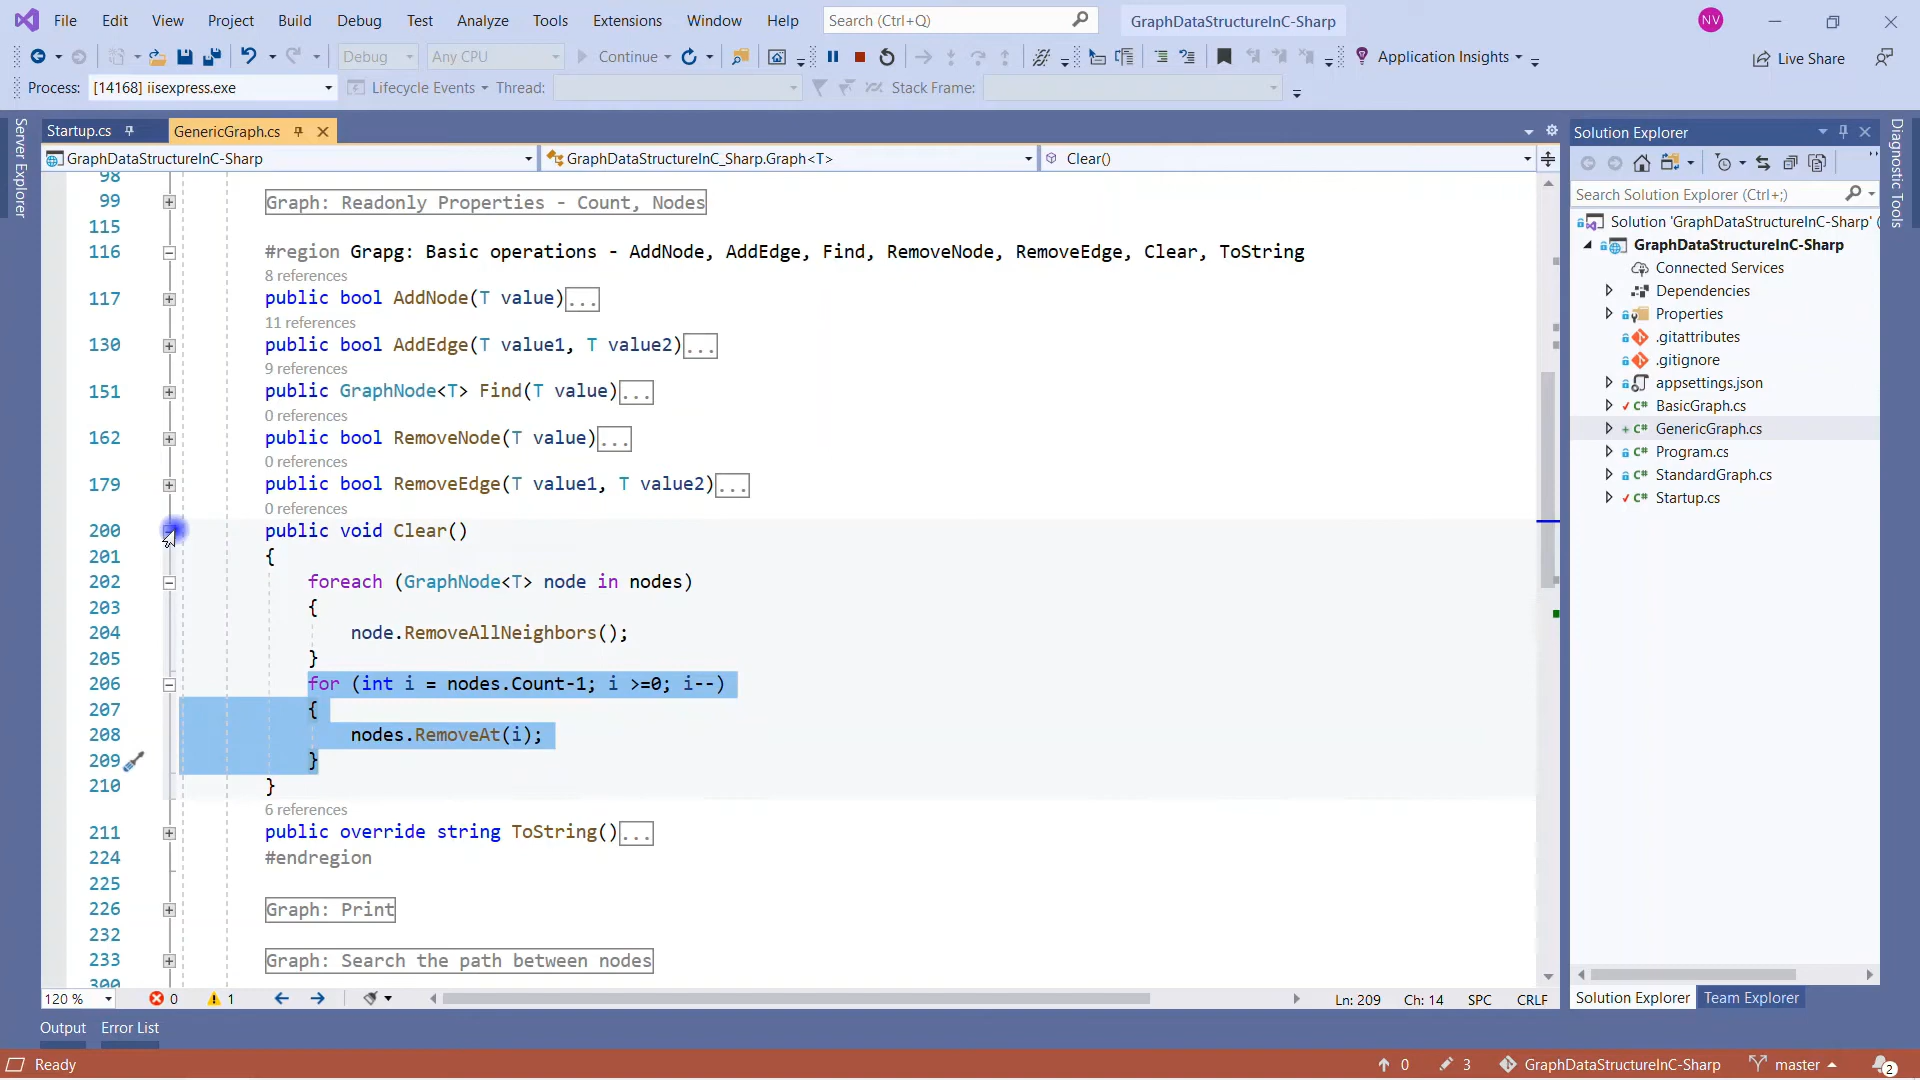 File Edit View Project Build Debug Test Analyze Tools Extensions Window Help Search (Ctrl+Q) GraphDataStructureInC-Sharp NV
Debug Any CPU Continue Application Insights Live Share
Process: [14168] iisexpress.exe Lifecycle Events Thread: Stack Frame:
Server Explorer
Startup.cs GenericGraph.cs
GraphDataStructureInC-Sharp GraphDataStructureInC_Sharp.Graph<T> Clear()
98
99 Graph: Readonly Properties - Count, Nodes
115
116 #region Grapg: Basic operations - AddNode, AddEdge, Find, RemoveNode, RemoveEdge, Clear, ToString
8 references
117 public bool AddNode(T value)...
11 references
130 public bool AddEdge(T value1, T value2)...
9 references
151 public GraphNode<T> Find(T value)...
0 references
162 public bool RemoveNode(T value)...
0 references
179 public bool RemoveEdge(T value1, T value2)...
0 references
200 public void Clear()
201 {
202 foreach (GraphNode<T> node in nodes)
203 {
204 node.RemoveAllNeighbors();
205 }
206 for (int i = nodes.Count-1; i >=0; i--)
207 {
208 nodes.RemoveAt(i);
209 }
210 }
6 references
211 public override string ToString()...
224 #endregion
225
226 Graph: Print
232
233 Graph: Search the path between nodes
300
120 % 0 1 Ln: 209 Ch: 14 SPC CRLF
Output Error List
Ready 0 3 GraphDataStructureInC-Sharp master 2
Solution Explorer
Search Solution Explorer (Ctrl+;)
Solution 'GraphDataStructureInC-Sharp' (
GraphDataStructureInC-Sharp
Connected Services
Dependencies
Properties
.gitattributes
.gitignore
appsettings.json
C# BasicGraph.cs
C# GenericGraph.cs
C# Program.cs
C# StandardGraph.cs
C# Startup.cs
Solution Explorer Team Explorer
Diagnostic Tools